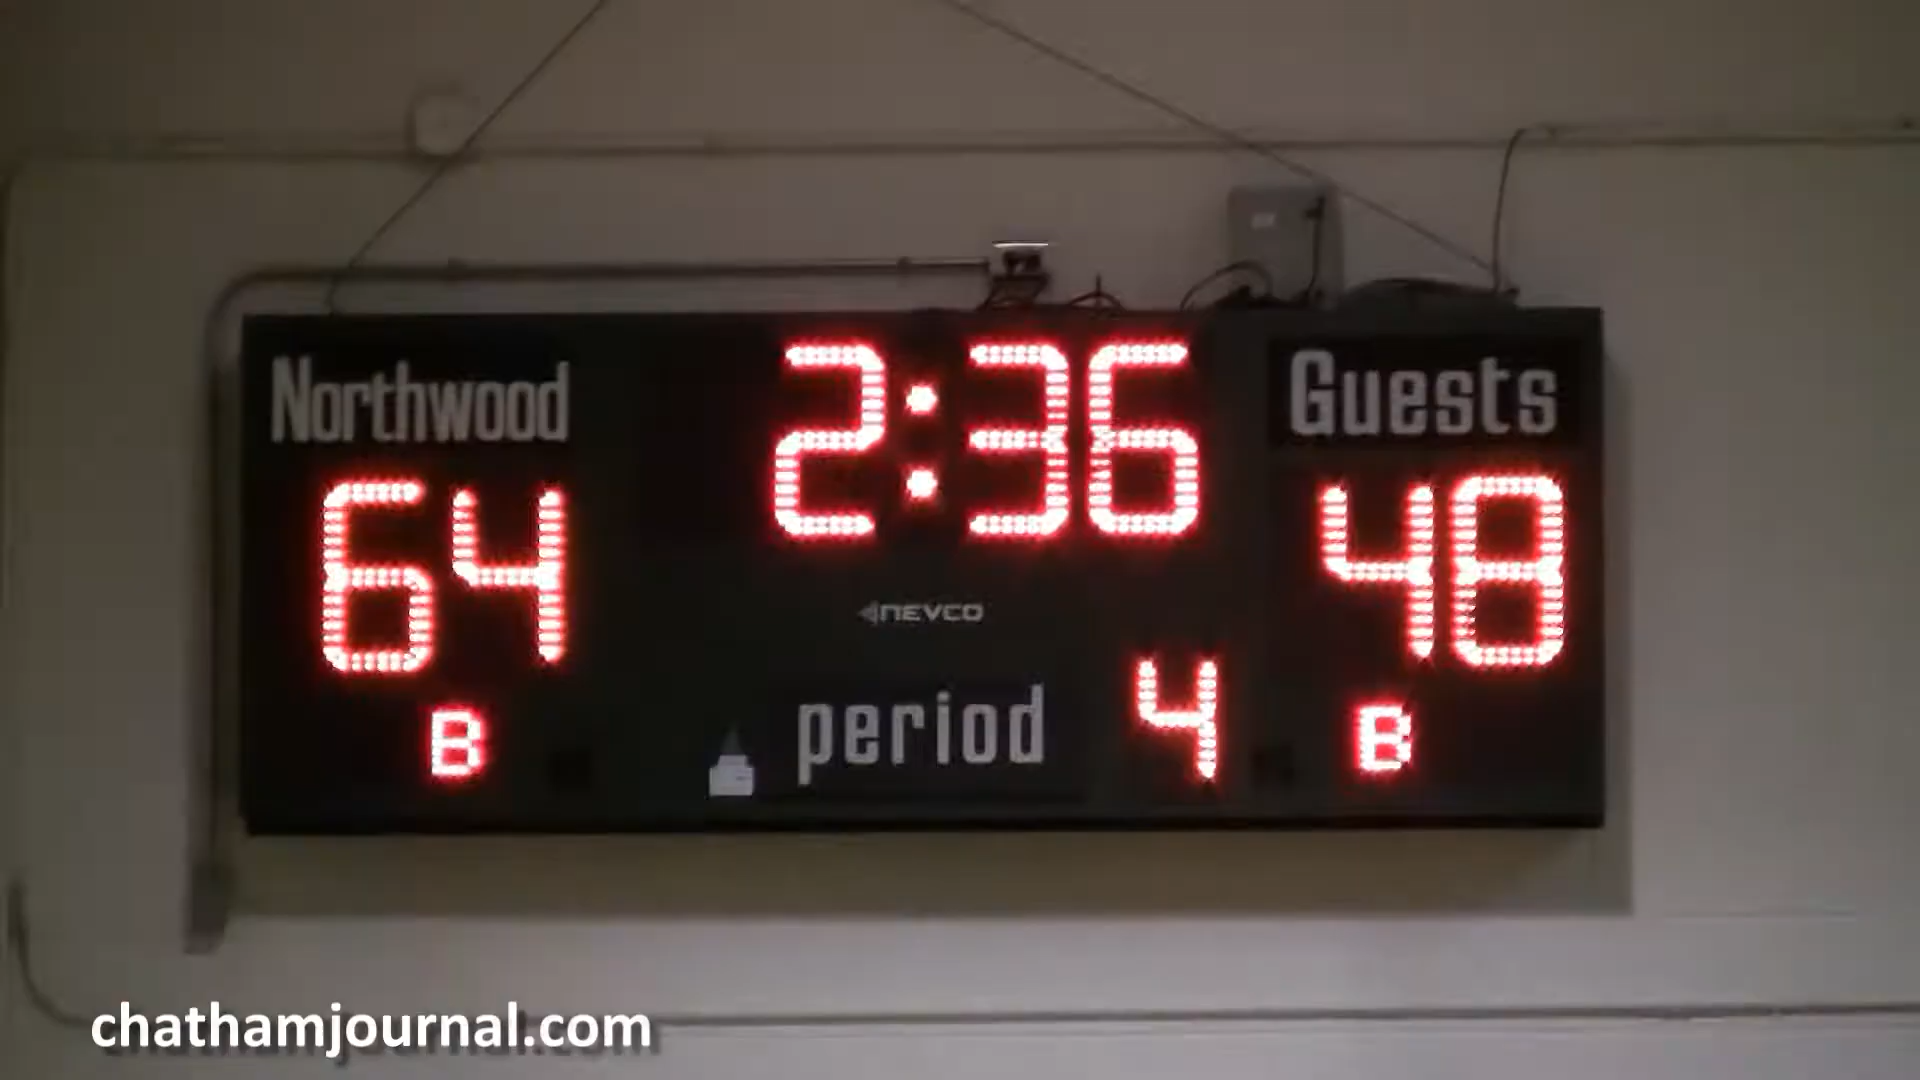 2:36
Northwood
Guests
64
48
NEVCO
period 4
B
B
chathamjournal.com